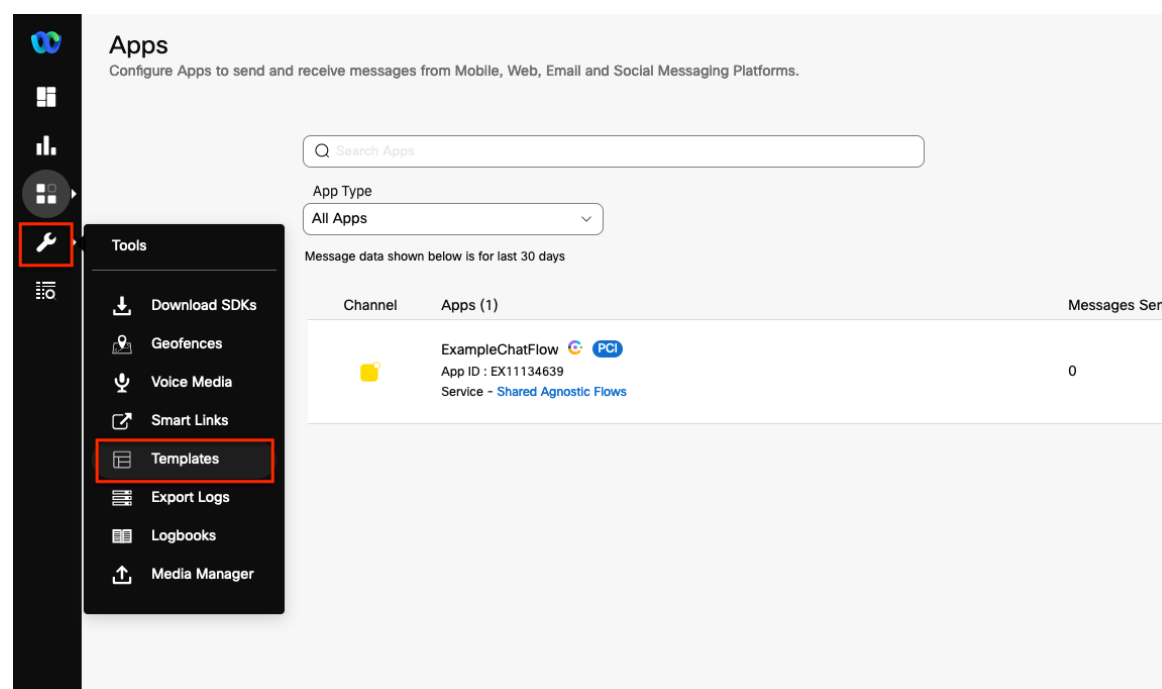 Apps
Configure Apps to send and receive messages from Mobile, Web, Email and Social Messaging Platforms.
Search Apps
App Type
All Apps
Message data shown below is for last 30 days
Tools
Download SDKs
Geofences
Voice Media
Smart Links
Templates
Export Logs
Logbooks
Media Manager
Channel Apps (1) Messages Ser
ExampleChatFlow PCI
App ID : EX11134639
0
Service - Shared Agnostic Flows